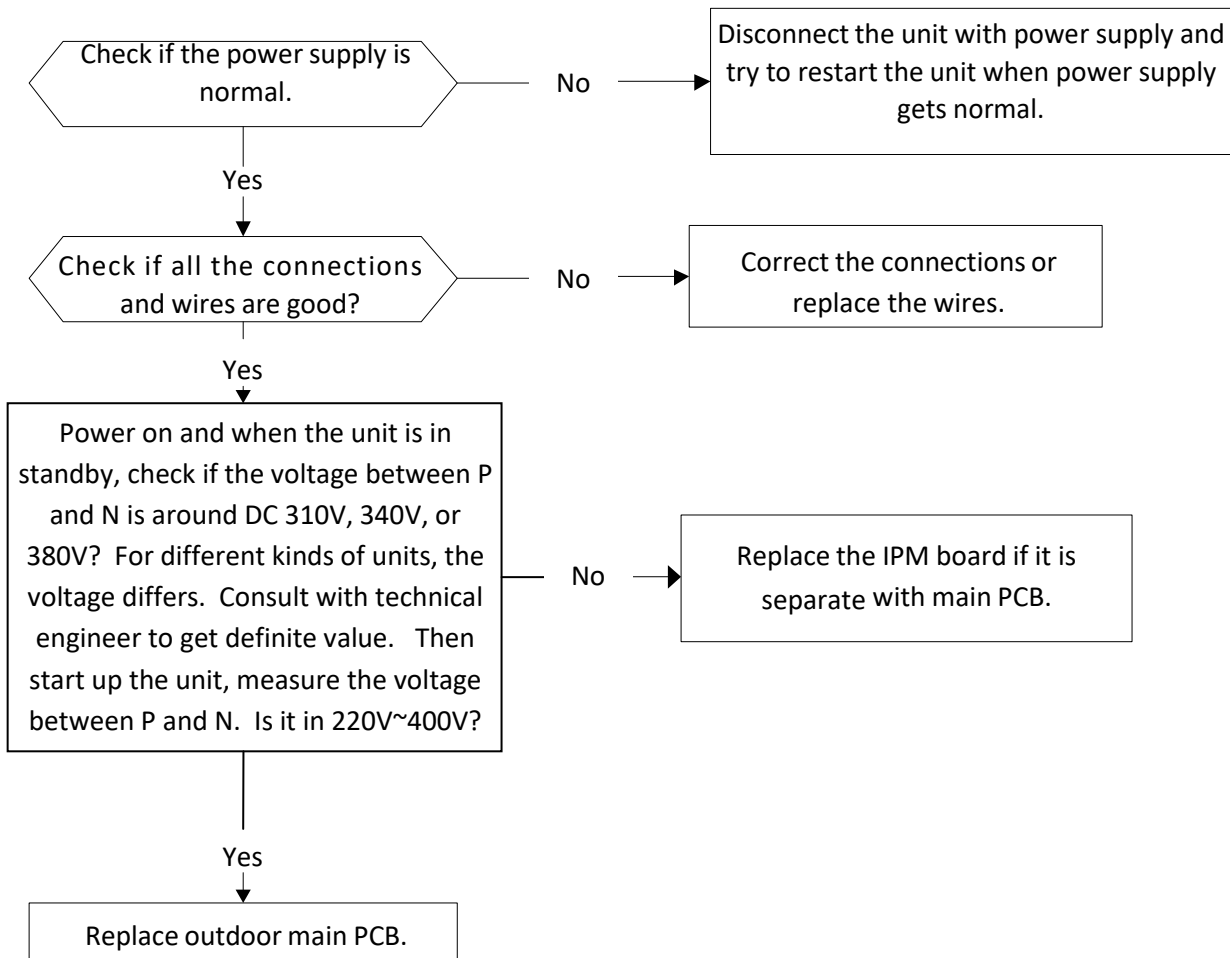 Check if the power supply is
normal.
No
Disconnect the unit with power supply and
try to restart the unit when power supply
gets normal.
Yes
Check if all the connections
and wires are good?
No
Correct the connections or
replace the wires.
Yes
Power on and when the unit is in
standby, check if the voltage between P
and N is around DC 310V, 340V, or
380V? For different kinds of units, the
voltage differs. Consult with technical
engineer to get definite value. Then
start up the unit, measure the voltage
between P and N. Is it in 220V~400V?
No
Replace the IPM board if it is
separate with main PCB.
Yes
Replace outdoor main PCB.